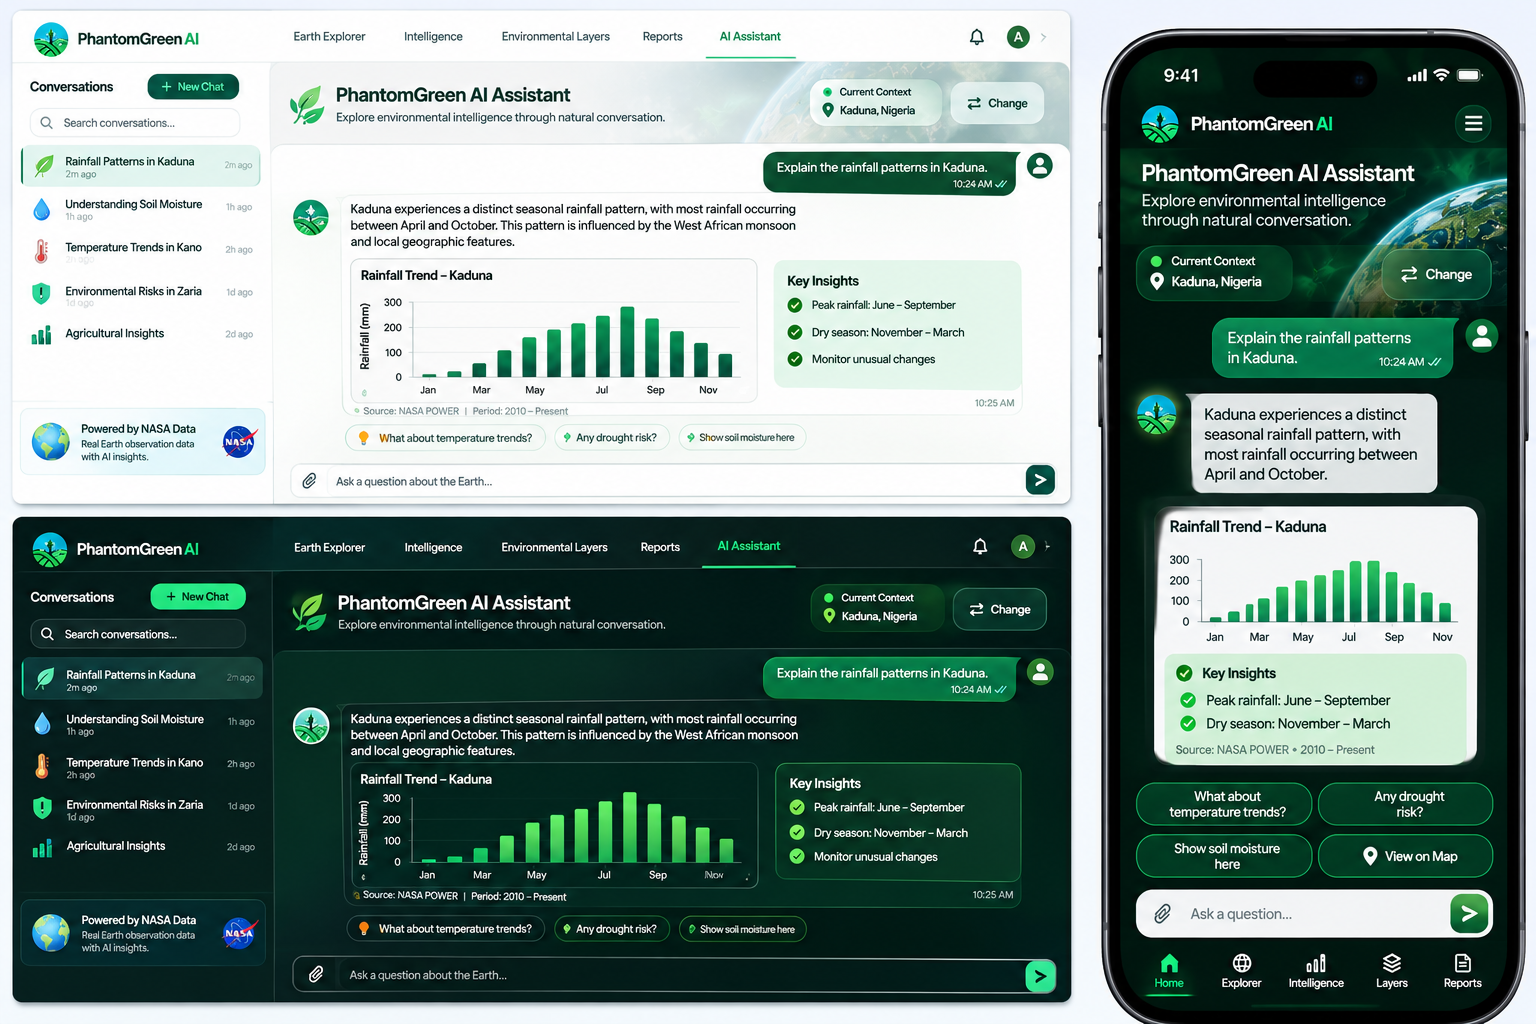 PhantomGreen AI
Earth Explorer
Intelligence
Environmental Layers
Reports
AI Assistant
A
Conversations
+ New Chat
Search conversations...
Rainfall Patterns in Kaduna
2m ago
2m ago
Understanding Soil Moisture
1h ago
1h ago
Temperature Trends in Kano
2h ago
Environmental Risks in Zaria
1d ago
1d ago
Agricultural Insights
2d ago
Powered by NASA Data
Real Earth observation data
with AI insights.
NASA
PhantomGreen AI Assistant
Explore environmental intelligence through natural conversation.
Current Context
Kaduna, Nigeria
Change
Explain the rainfall patterns in Kaduna.
10:24 AM
Kaduna experiences a distinct seasonal rainfall pattern, with most rainfall occurring
between April and October. This pattern is influenced by the West African monsoon
and local geographic features.
Rainfall Trend – Kaduna
Rainfall (mm)
300
200
100
0
Jan
Mar
May
Jul
Sep
Nov
Source: NASA POWER | Period: 2010 – Present
Key Insights
Peak rainfall: June – September
Dry season: November – March
Monitor unusual changes
10:25 AM
What about temperature trends?
Any drought risk?
Show soil moisture here
Ask a question about the Earth...
PhantomGreen AI
Earth Explorer
Intelligence
Environmental Layers
Reports
AI Assistant
A
Conversations
+ New Chat
Search conversations...
Rainfall Patterns in Kaduna
2m ago
2m ago
Understanding Soil Moisture
1h ago
1h ago
Temperature Trends in Kano
2h ago
2h ago
Environmental Risks in Zaria
1d ago
1d ago
Agricultural Insights
2d ago
Powered by NASA Data
Real Earth observation data
with AI insights.
NASA
PhantomGreen AI Assistant
Explore environmental intelligence through natural conversation.
Current Context
Kaduna, Nigeria
Change
Explain the rainfall patterns in Kaduna.
10:24 AM
Kaduna experiences a distinct seasonal rainfall pattern, with most rainfall occurring
between April and October. This pattern is influenced by the West African monsoon
and local geographic features.
Rainfall Trend – Kaduna
Rainfall (mm)
300
200
100
0
Jan
Mar
May
Jul
Sep
Nov
Source: NASA POWER | Period: 2010 – Present
Key Insights
Peak rainfall: June – September
Dry season: November – March
Monitor unusual changes
10:25 AM
What about temperature trends?
Any drought risk?
Show soil moisture here
Ask a question about the Earth...
9:41
PhantomGreen AI
PhantomGreen AI Assistant
Explore environmental intelligence
through natural conversation.
Current Context
Kaduna, Nigeria
Change
Explain the rainfall patterns
in Kaduna.
10:24 AM
Kaduna experiences a distinct
seasonal rainfall pattern, with
most rainfall occurring between
April and October.
Rainfall Trend – Kaduna
300
200
100
0
Jan
Mar
May
Jul
Sep
Nov
Key Insights
Peak rainfall: June – September
Dry season: November – March
Source: NASA POWER • 2010 – Present
What about
temperature trends?
Any drought
risk?
Show soil moisture
here
View on Map
Ask a question...
Home
Explorer
Intelligence
Layers
Reports